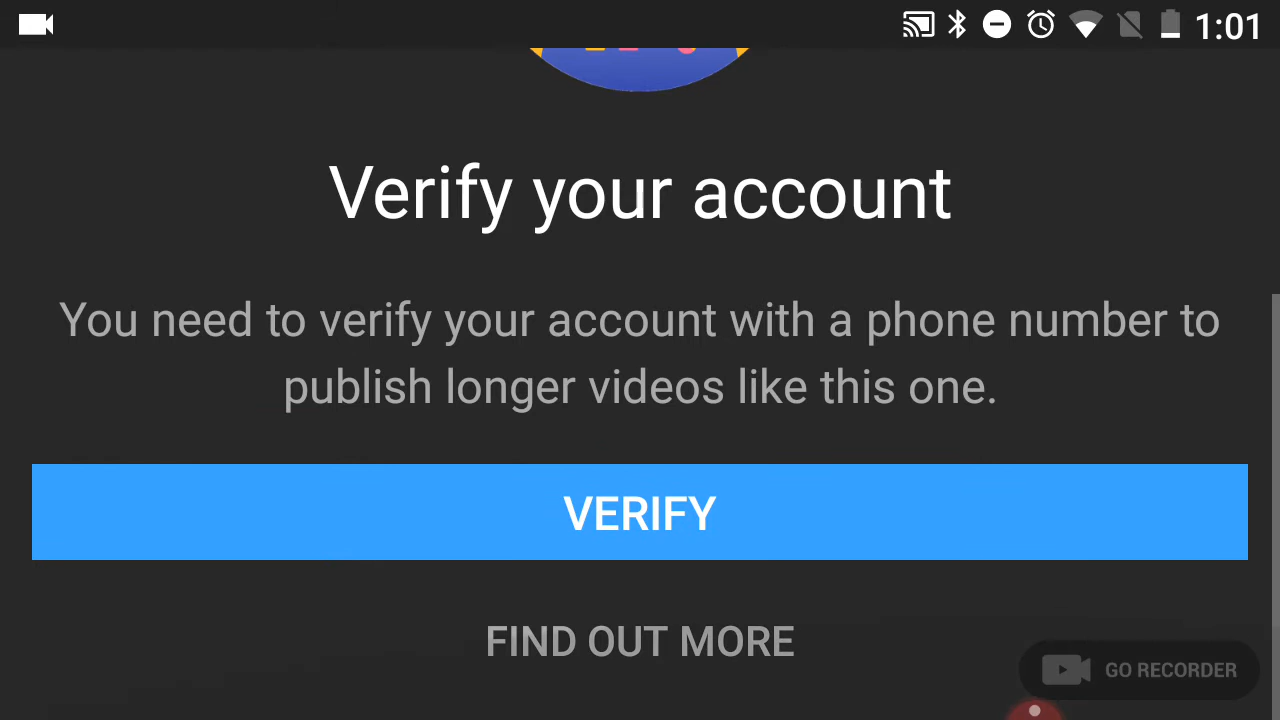 1:01
Verify your account
You need to verify your account with a phone number to
publish longer videos like this one.
VERIFY
FIND OUT MORE
GO RECORDER